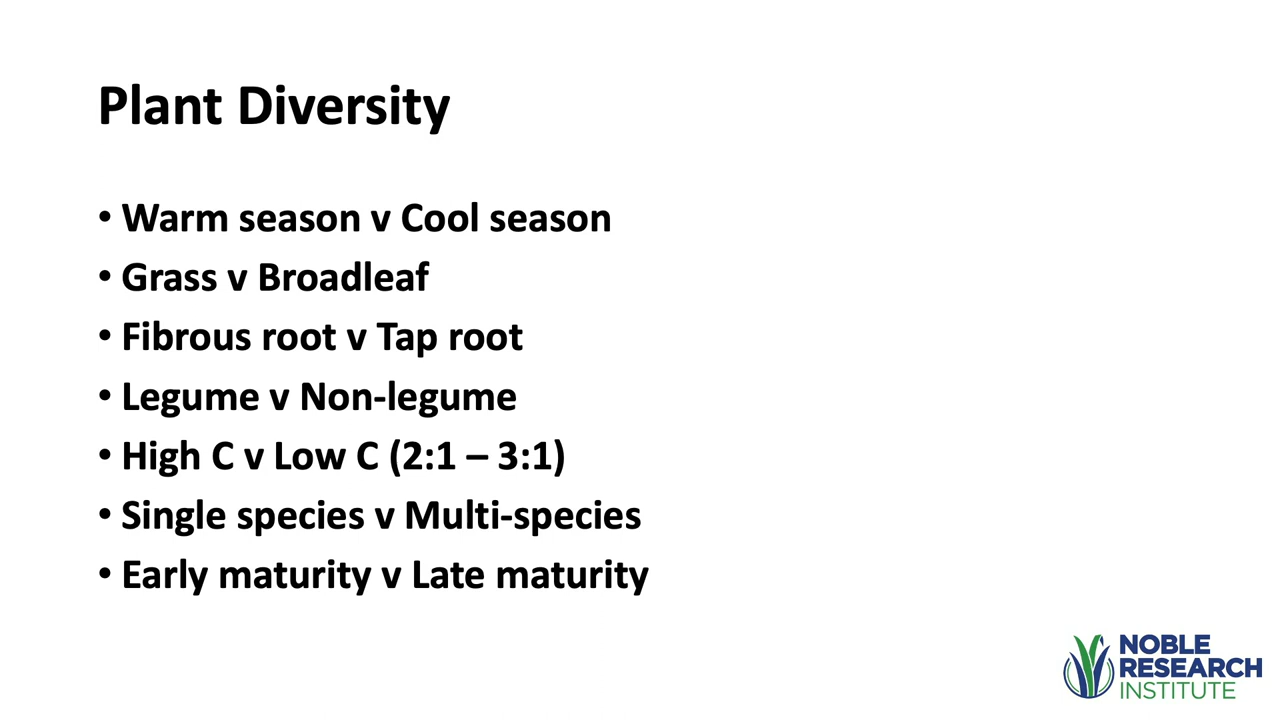 Plant Diversity
• Warm season v Cool season
• Grass v Broadleaf
• Fibrous root v Tap root
• Legume v Non-legume
• High C v Low C (2:1 – 3:1)
• Single species v Multi-species
• Early maturity v Late maturity
NOBLE
RESEARCH
INSTITUTE